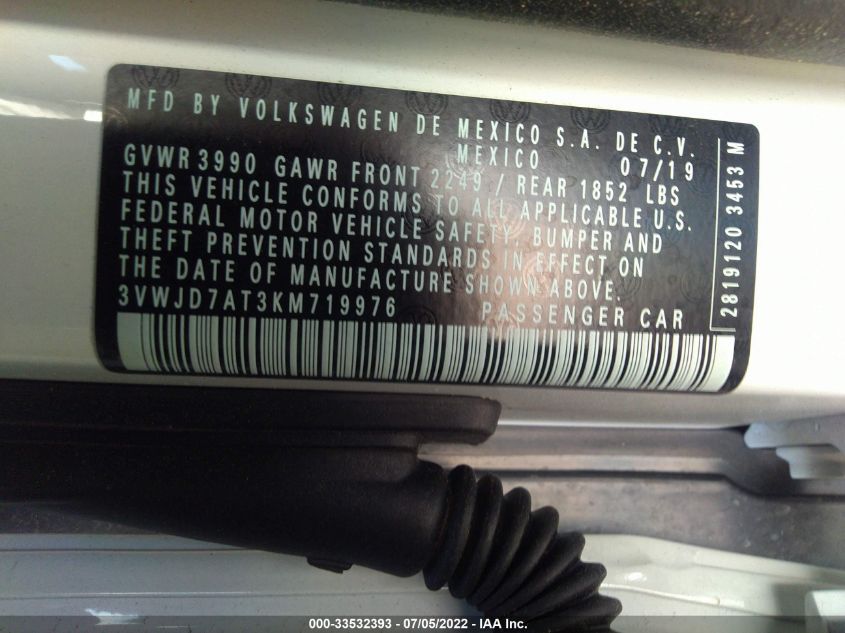 MFD BY VOLKSWAGEN DE MEXICO S.A. DE C.V.
MEXICO 07/19
GVWR 3990 GAWR FRONT 2249 / REAR 1852 LBS
THIS VEHICLE CONFORMS TO ALL APPLICABLE U.S.
FEDERAL MOTOR VEHICLE SAFETY, BUMPER AND
THEFT PREVENTION STANDARDS IN EFFECT ON
THE DATE OF MANUFACTURE SHOWN ABOVE.
3VWJD7AT3KM719976 PASSENGER CAR
2819120 3453 M
000-33532393 - 07/05/2022 - IAA Inc.